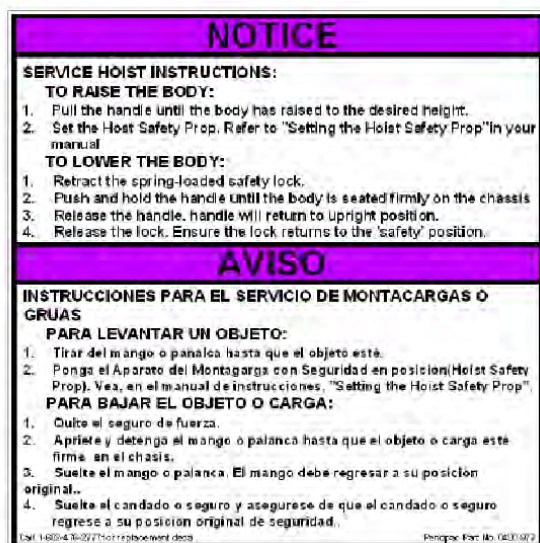 NOTICE
SERVICE HOIST INSTRUCTIONS:
TO RAISE THE BODY:
1. Pull the handle until the body has raised to the desired height.
2. Set the Host Safety Prop. Refer to "Setting the Hoist Safety Prop"in your
manual
TO LOWER THE BODY:
1. Retract the spring-loaded safety lock.
2. Push and hold the handle until the body is seated firmly on the chassis
3. Release the handle. handle will return to upright position.
4. Release the lock. Ensure the lock returns to the 'safety' position.
AVISO
INSTRUCCIONES PARA EL SERVICIO DE MONTACARGAS O
GRUAS
PARA LEVANTAR UN OBJETO:
1. Tirar del mango o panalca hasta que el objeto esté.
2. Ponga el Aparato del Montagarga con Seguridad en posicion(Hoist Safety
Prop). Vea, en el manual de instrucciones, "Setting the Hoist Safety Prop".
PARA BAJAR EL OBJETO O CARGA:
1. Quite el seguro de fuerza.
2. Apriete y detenga el mango o palanca hasta que el objeto o carga esté
firme en el chasis.
3. Suelte el mango o palanca. El mango debe regresar a su posición
original..
4. Suelte el candado o seguro y asegurese de que el candado o seguro
regrese a su posicion original de seguridad.
Call for replacement decal Part No.